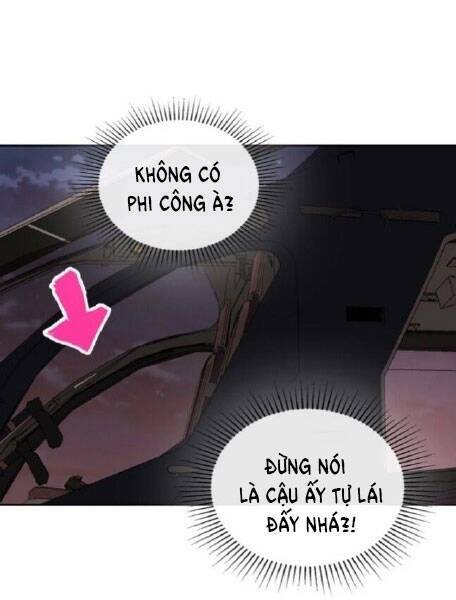 KHÔNG CÓ
PHI CÔNG À?
ĐỪNG NÓI
LÀ CẬU ẤY TỰ LÁI
ĐẤY NHÁ?!